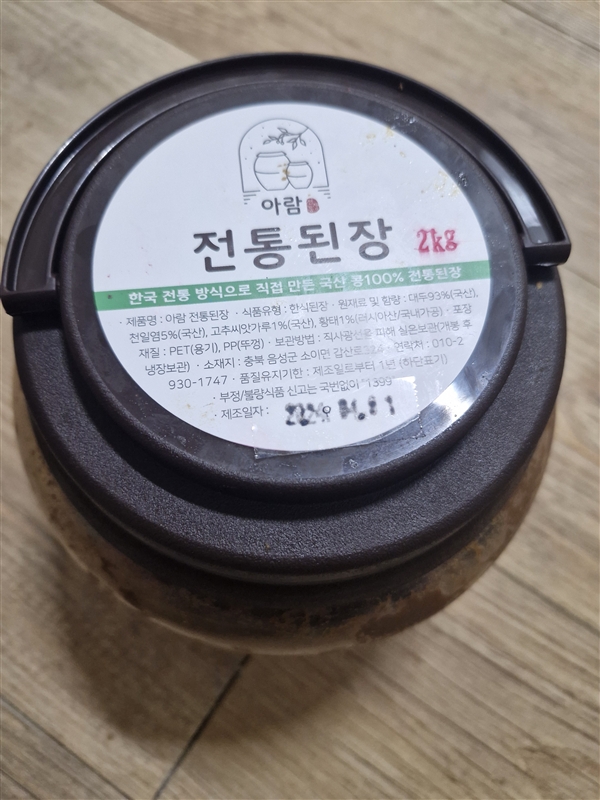 아람
전통된장 2kg
한국 전통 방식으로 직접 만든 국산 콩100% 전통된장
· 제품명 : 아람 전통된장 · 식품유형 : 한식된장 · 원재료 및 함량 : 대두93%(국산),
천일염5%(국산), 고추씨앗가루1%(국산), 황태1%(러시아산/국내가공) · 포장
재질 : PET(용기), PP(뚜껑) · 보관방법 : 직사광선을 피해 실온보관(개봉 후
냉장보관) · 소재지 : 충북 음성군 소이면 갑산로324 · 연락처 : 010-2
930-1747 · 품질유지기한 : 제조일로부터 1년 (하단표기)
· 부정/불량식품 신고는 국번없이 1399
· 제조일자 :